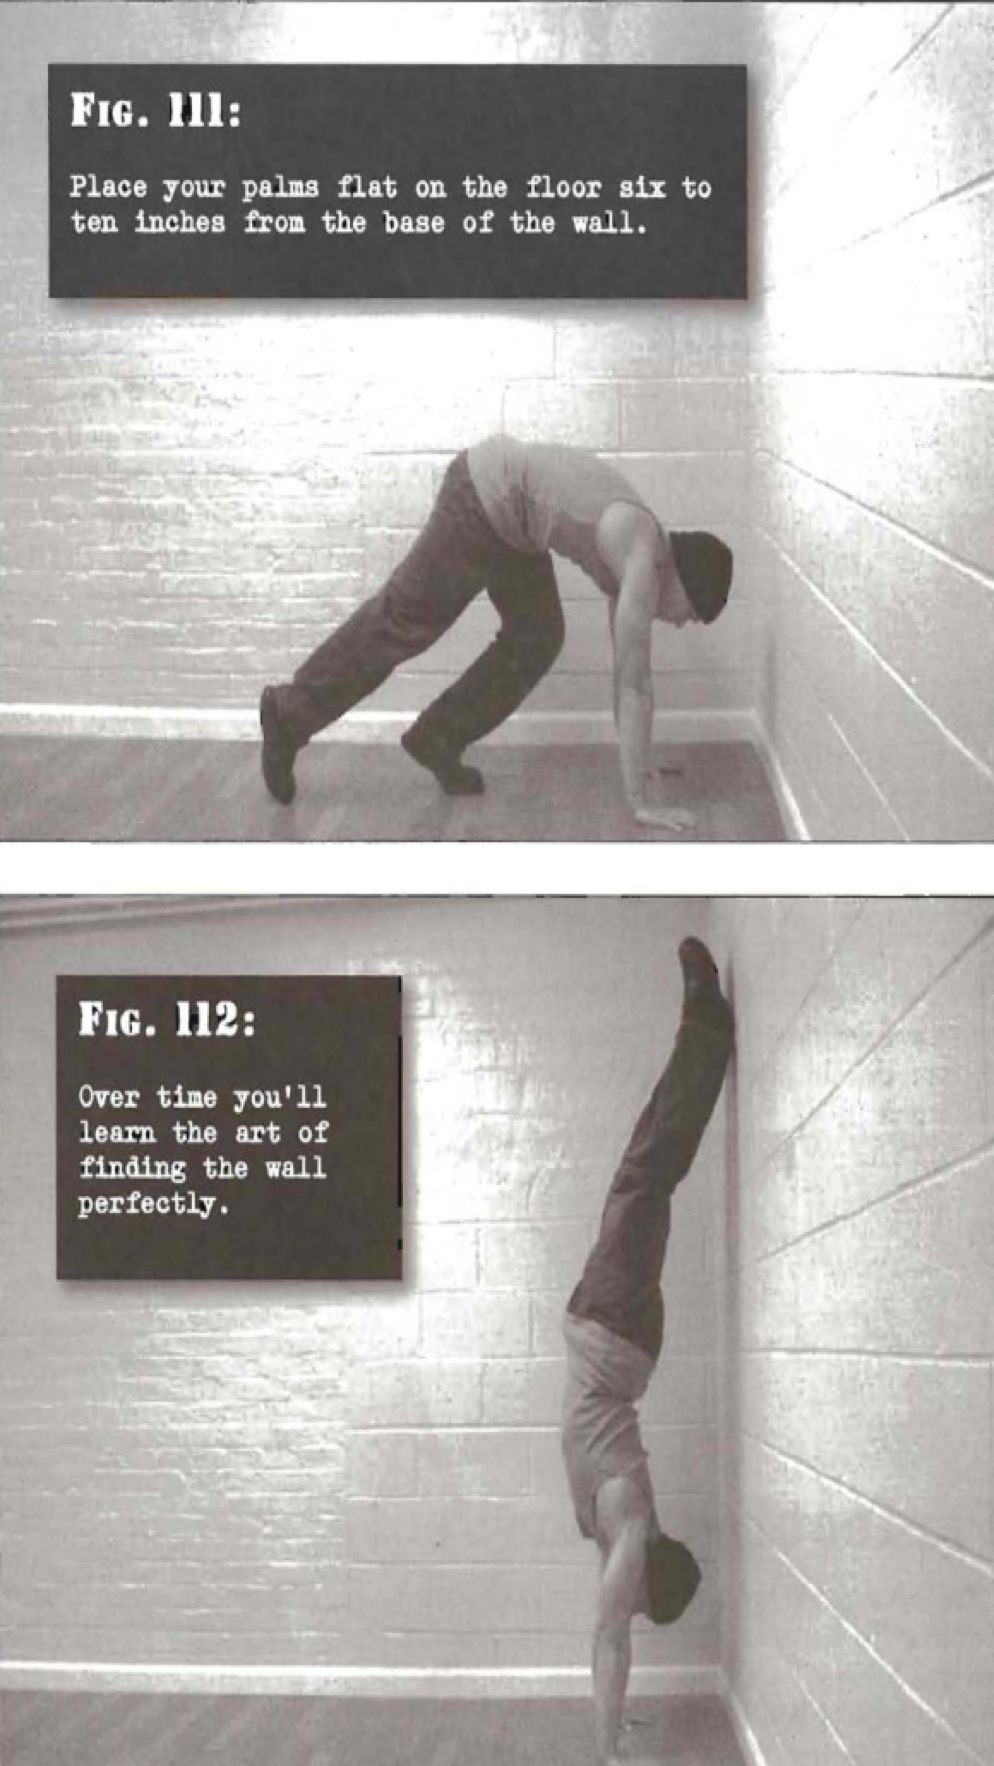 Fig. 111:
Place your palms flat on the floor six to
ten inches from the base of the wall.
Fig. 112:
Over time you'll
learn the art of
finding the wall
perfectly.